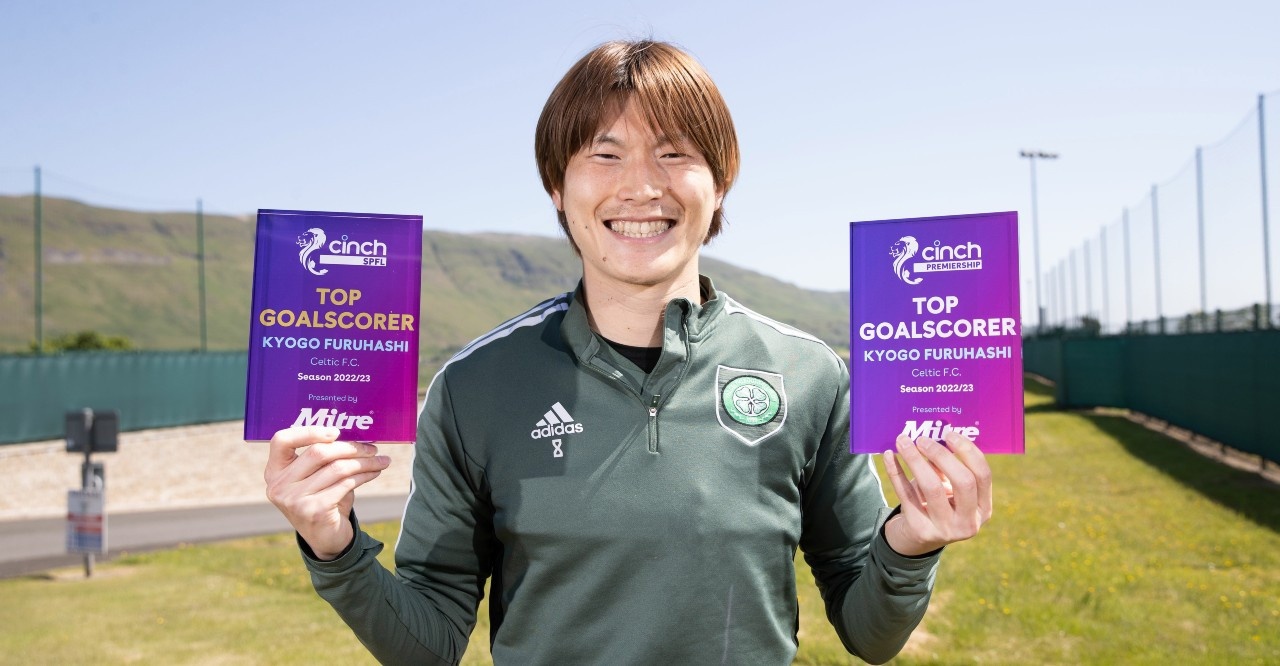 cinch
SPFL
TOP
GOALSCORER
KYOGO FURUHASHI
Celtic F.C.
Season 2022/23
Presented by
Mitre
cinch
PREMIERSHIP
TOP
GOALSCORER
KYOGO FURUHASHI
Celtic F.C.
Season 2022/23
Presented by
Mitre
adidas
8